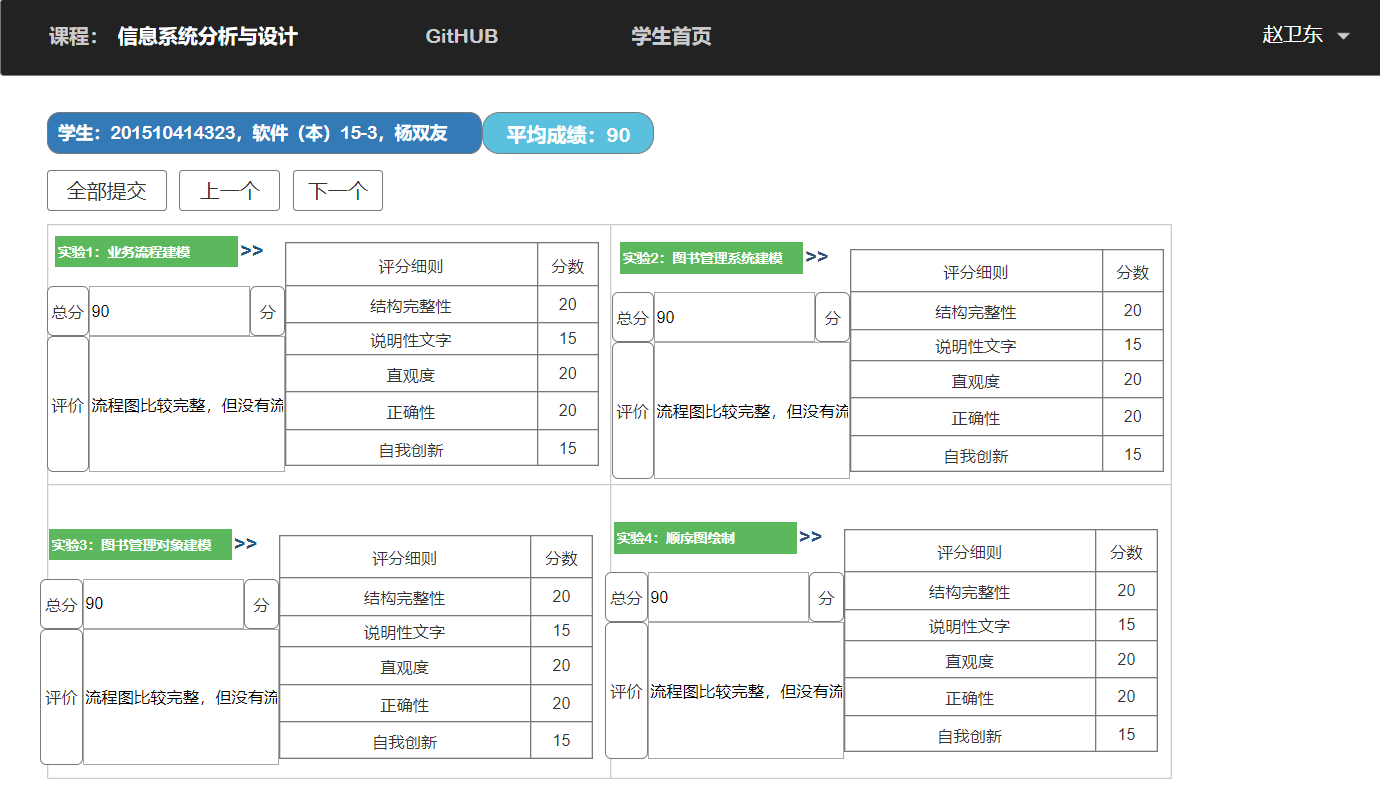 课程： 信息系统分析与设计 GitHUB 学生首页 赵卫东
学生：201510414323，软件（本）15-3，杨双友 平均成绩：90
全部提交 上一个 下一个
实验1：业务流程建模 >>
评分细则 分数
结构完整性 20
说明性文字 15
直观度 20
正确性 20
自我创新 15
总分 90 分
评价 流程图比较完整，但没有流
实验2：图书管理系统建模 >>
评分细则 分数
结构完整性 20
说明性文字 15
直观度 20
正确性 20
自我创新 15
总分 90 分
评价 流程图比较完整，但没有流
实验3：图书管理对象建模 >>
评分细则 分数
结构完整性 20
说明性文字 15
直观度 20
正确性 20
自我创新 15
总分 90 分
评价 流程图比较完整，但没有流
实验4：顺序图绘制 >>
评分细则 分数
结构完整性 20
说明性文字 15
直观度 20
正确性 20
自我创新 15
总分 90 分
评价 流程图比较完整，但没有流